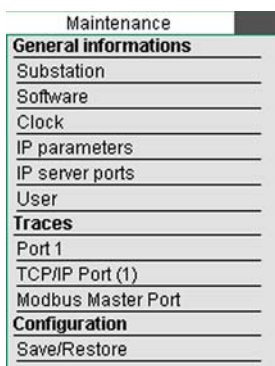 Maintenance
General informations
Substation
Software
Clock
IP parameters
IP server ports
User
Traces
Port 1
TCP/IP Port (1)
Modbus Master Port
Configuration
Save/Restore